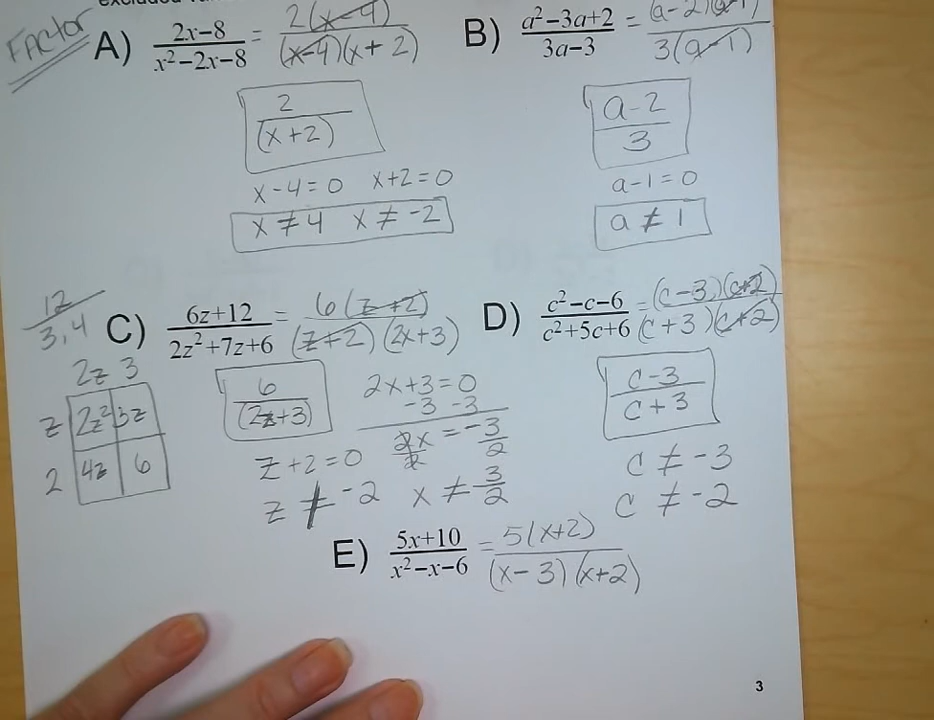 FACTOR
A) 2x-8 / x²-2x-8 = 2(x-4) / (x-4)(x+2)
2 / (x+2)
x-4=0 x+2=0
x≠4 x≠-2
B) a²-3a+2 / 3a-3 = (a-2)(a-1) / 3(a-1)
a-2 / 3
a-1=0
a≠1
12
3,4
C) 6z+12 / 2z²+7z+6 = 6(z+2) / (z+2)(2x+3)
2z 3
z 2z² 3z
2 4z 6
6 / (2z+3)
z+2=0
z≠-2
2x+3=0
-3 -3
2x / 2 = -3 / 2
x≠-3/2
D) c²-c-6 / c²+5c+6 = (c-3)(c+2) / (c+3)(c+2)
c-3 / c+3
c≠-3
c≠-2
E) 5x+10 / x²-x-6 = 5(x+2) / (x-3)(x+2)
3